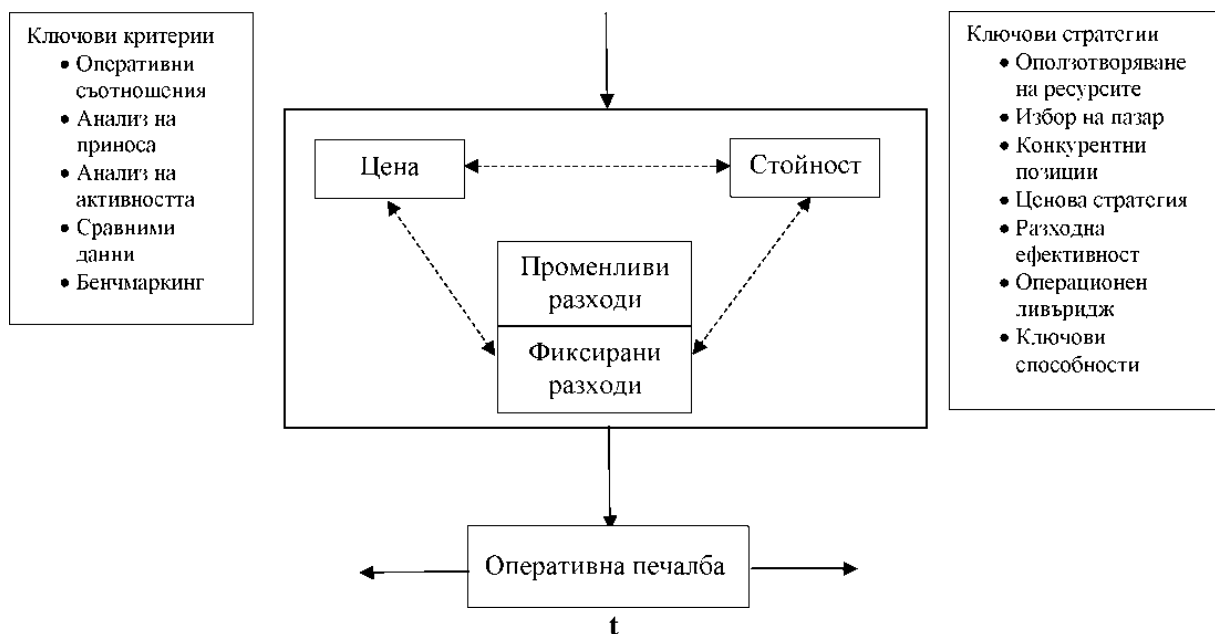 Ключови критерии
• Оперативни
съотношения
• Анализ на
приноса
• Анализ на
активността
• Сравними
данни
• Бенчмаркинг
Цена
Стойност
Променливи
разходи
Фиксирани
разходи
Оперативна печалба
t
Ключови стратегии
• Оползотворяване
на ресурсите
• Избор на пазар
• Конкурентни
позиции
• Ценова стратегия
• Разходна
ефективност
• Операционен
ливъридж
• Ключови
способности